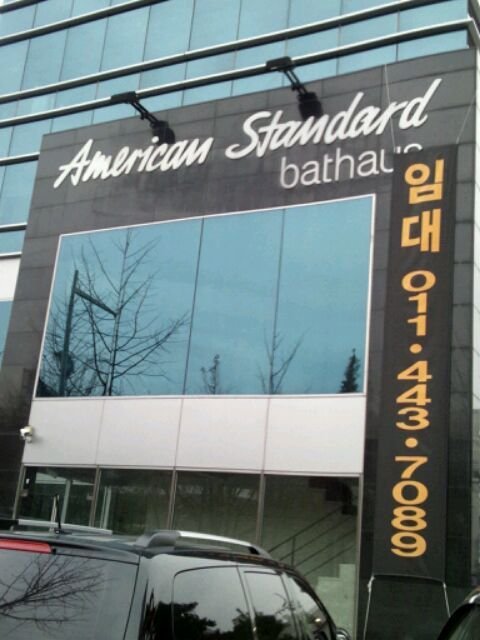 American Standard
bathaus
임대 011·443·7089